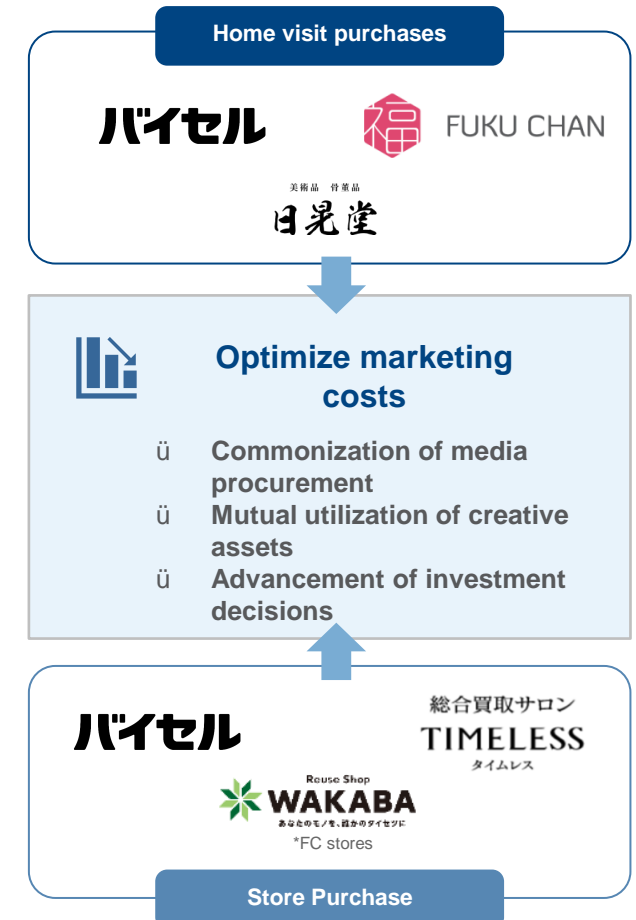 Home visit purchases
バイセル
福 FUKU CHAN
美術品 骨董品
日晃堂
Optimize marketing
costs
ü Commonization of media
procurement
ü Mutual utilization of creative
assets
ü Advancement of investment
decisions
バイセル
総合買取サロン
TIMELESS
タイムレス
Reuse Shop
WAKABA
あなたのモノを、誰かのタイセツに
*FC stores
Store Purchase